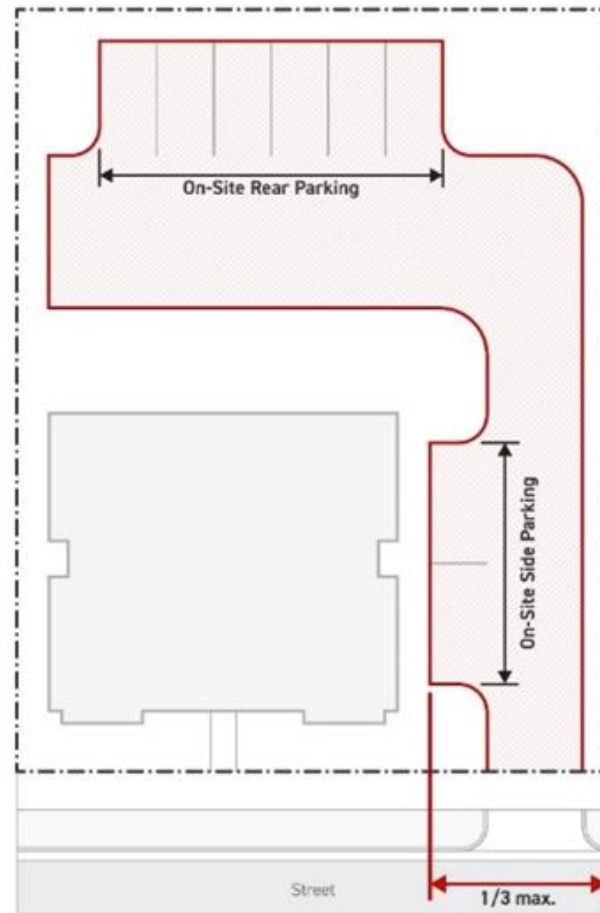 On-Site Rear Parking
On-Site Side Parking
Street
1/3 max.